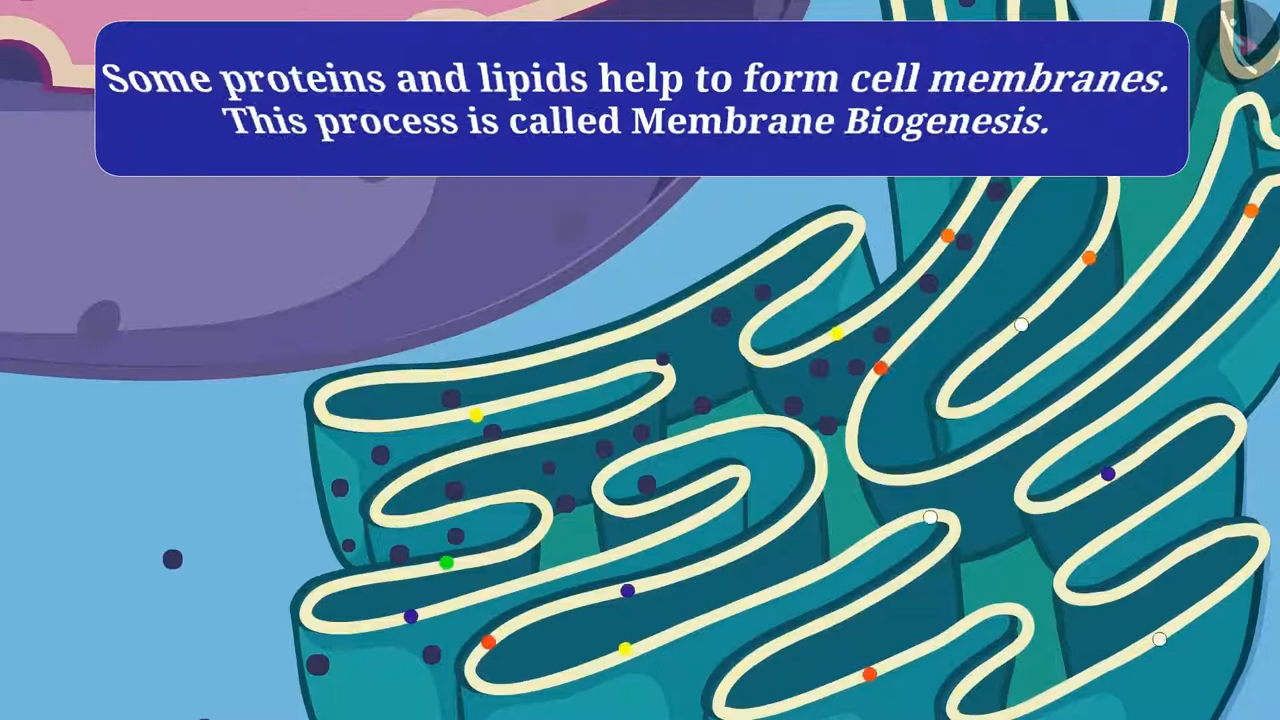 Some proteins and lipids help to form cell membranes.
This process is called Membrane Biogenesis.